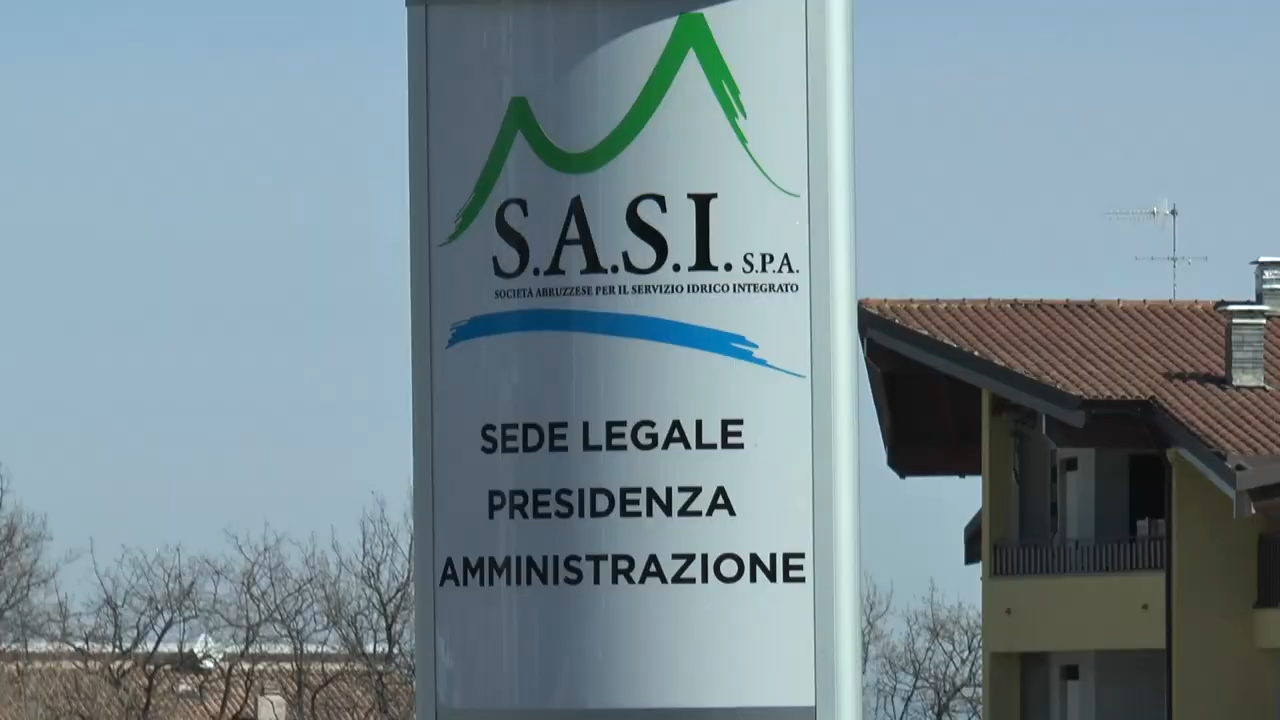 S.A.S.I. S.P.A.
SOCIETÀ ABRUZZESE PER IL SERVIZIO IDRICO INTEGRATO
SEDE LEGALE
PRESIDENZA
AMMINISTRAZIONE